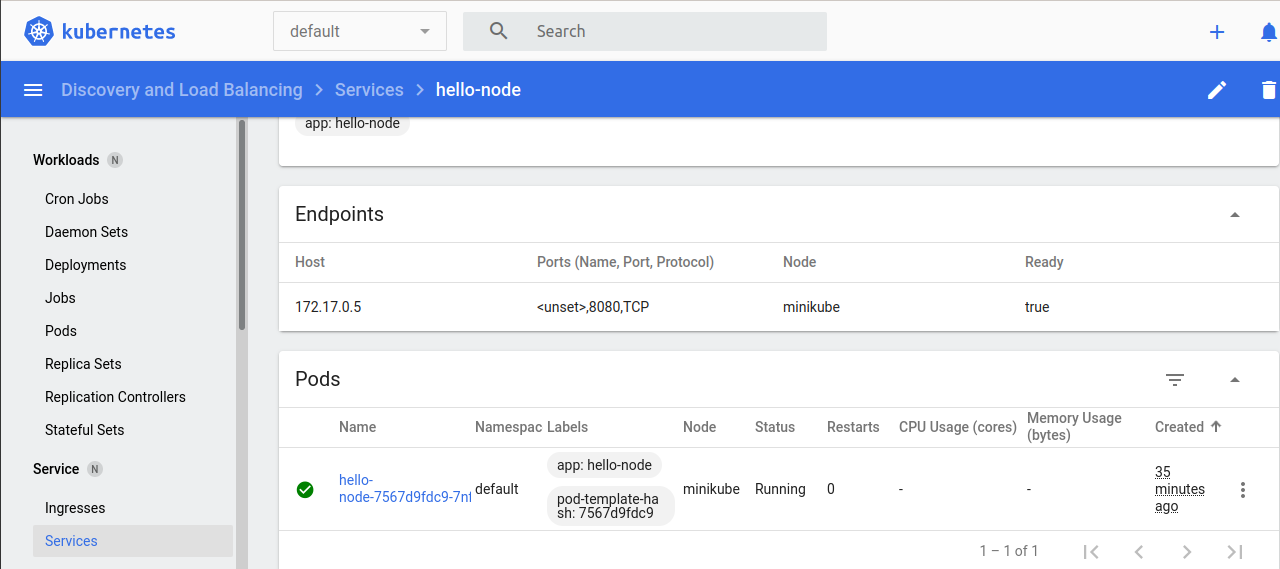 kubernetes
default
Search
Discovery and Load Balancing > Services > hello-node
app: hello-node
Workloads N
Cron Jobs
Daemon Sets
Deployments
Jobs
Pods
Replica Sets
Replication Controllers
Stateful Sets
Service N
Ingresses
Services
Endpoints
Host Ports (Name, Port, Protocol) Node Ready
172.17.0.5 <unset>,8080,TCP minikube true
Pods
Name Namespac Labels Node Status Restarts CPU Usage (cores) Memory Usage
(bytes) Created
hello-
node-7567d9fdc9-7nf
default
app: hello-node
pod-template-ha
sh: 7567d9fdc9
minikube Running 0 - -
35
minutes
ago
1 – 1 of 1